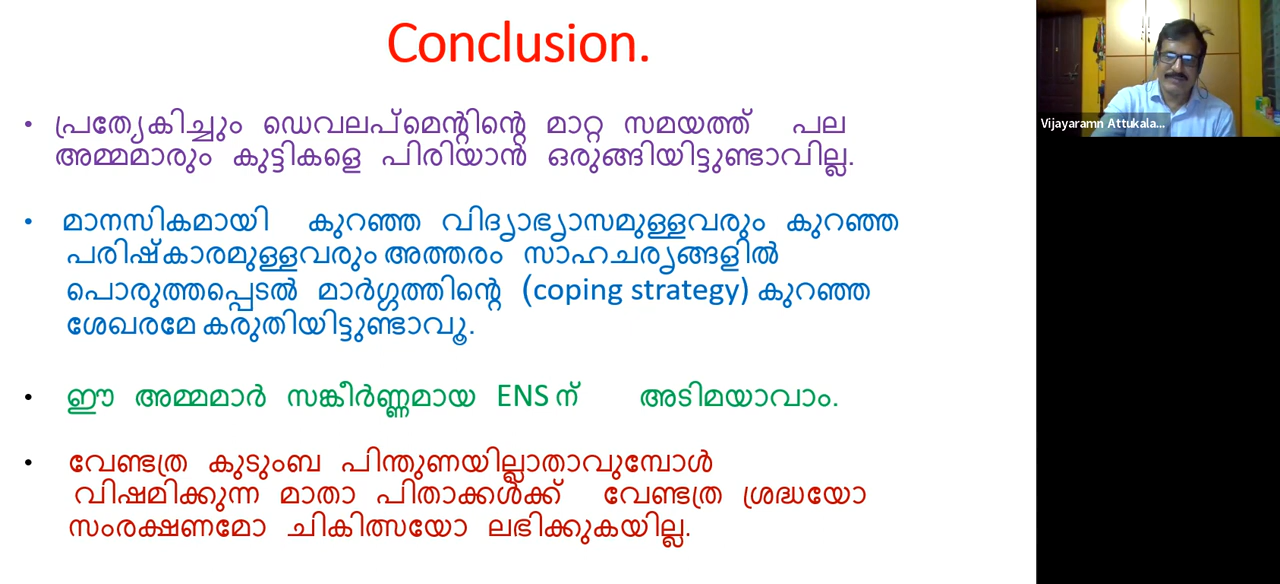 Conclusion.
• പ്രത്യേകിച്ചും ഡെവലപ്മെന്റിന്റെ മാറ്റ സമയത്ത് പല
അമ്മമാരും കുട്ടികളെ പിരിയാൻ ഒരുങ്ങിയിട്ടുണ്ടാവില്ല.
• മാനസികമായി കുറഞ്ഞ വിദ്യാഭ്യാസമുള്ളവരും കുറഞ്ഞ
പരിഷ്കാരമുള്ളവരും അത്തരം സാഹചര്യങ്ങളിൽ
പൊരുത്തപ്പെടൽ മാർഗ്ഗത്തിന്റെ (coping strategy) കുറഞ്ഞ
ശേഖരമേ കരുതിയിട്ടുണ്ടാവൂ.
• ഈ അമ്മമാർ സങ്കീർണ്ണമായ ENS ന് അടിമയാവാം.
• വേണ്ടത്ര കുടുംബ പിന്തുണയില്ലാതാവുമ്പോൾ
വിഷമിക്കുന്ന മാതാ പിതാക്കൾക്ക് വേണ്ടത്ര ശ്രദ്ധയോ
സംരക്ഷണമോ ചികിത്സയോ ലഭിക്കുകയില്ല.
Vijayaramn Attukala...